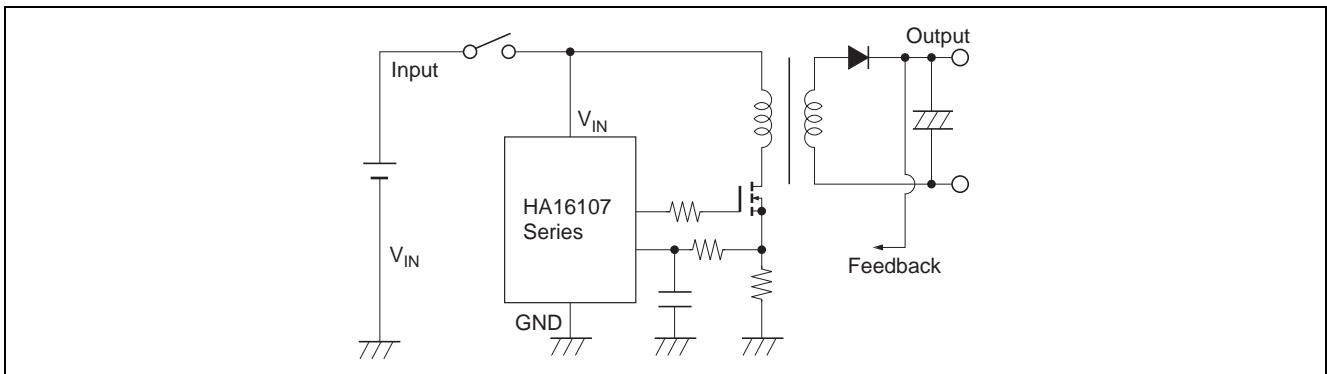 Output
Input
V_IN
HA16107
Series
V_IN
Feedback
GND